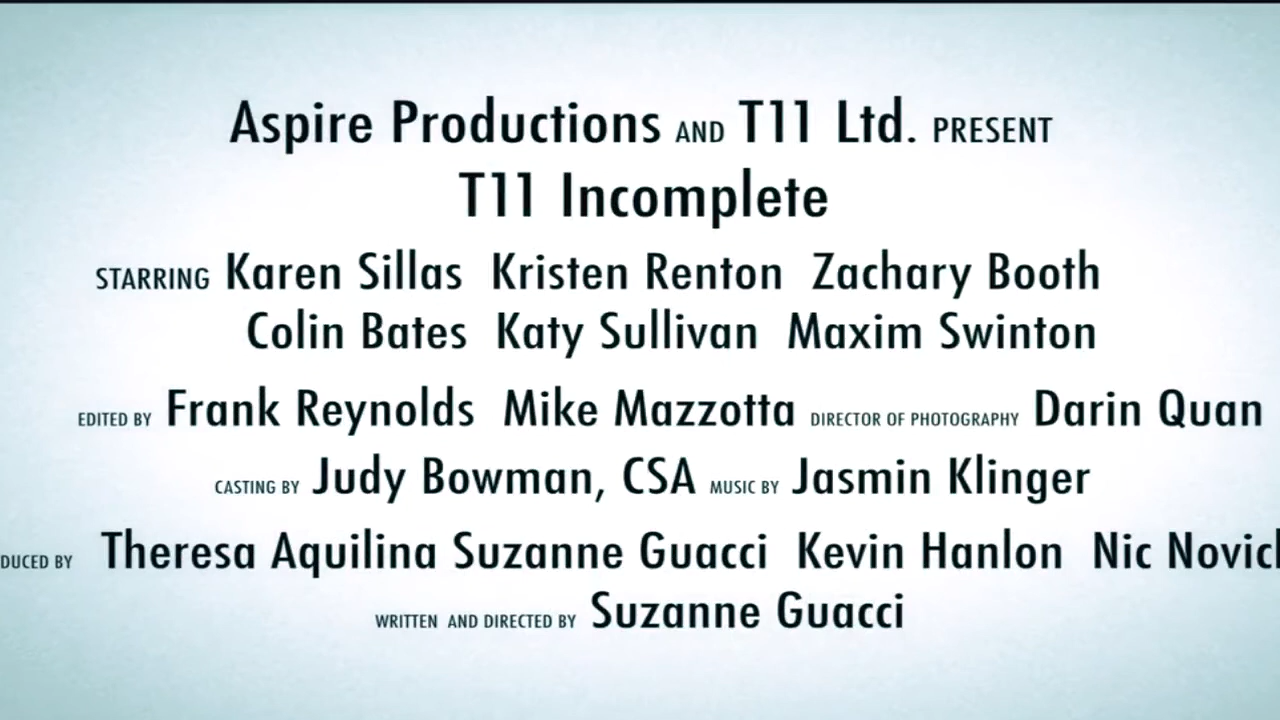 Aspire Productions AND T11 Ltd. PRESENT
T11 Incomplete
STARRING Karen Sillas Kristen Renton Zachary Booth
Colin Bates Katy Sullivan Maxim Swinton
EDITED BY Frank Reynolds Mike Mazzotta DIRECTOR OF PHOTOGRAPHY Darin Quan
CASTING BY Judy Bowman, CSA MUSIC BY Jasmin Klinger
DUCED BY Theresa Aquilina Suzanne Guacci Kevin Hanlon Nic
WRITTEN AND DIRECTED BY Suzanne Guacci